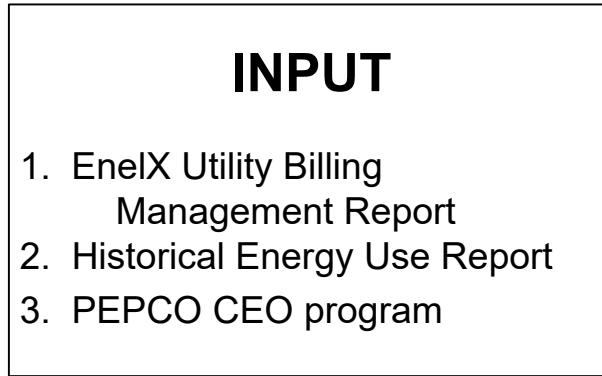 INPUT
1. EnelX Utility Billing
Management Report
2. Historical Energy Use Report
3. PEPCO CEO program